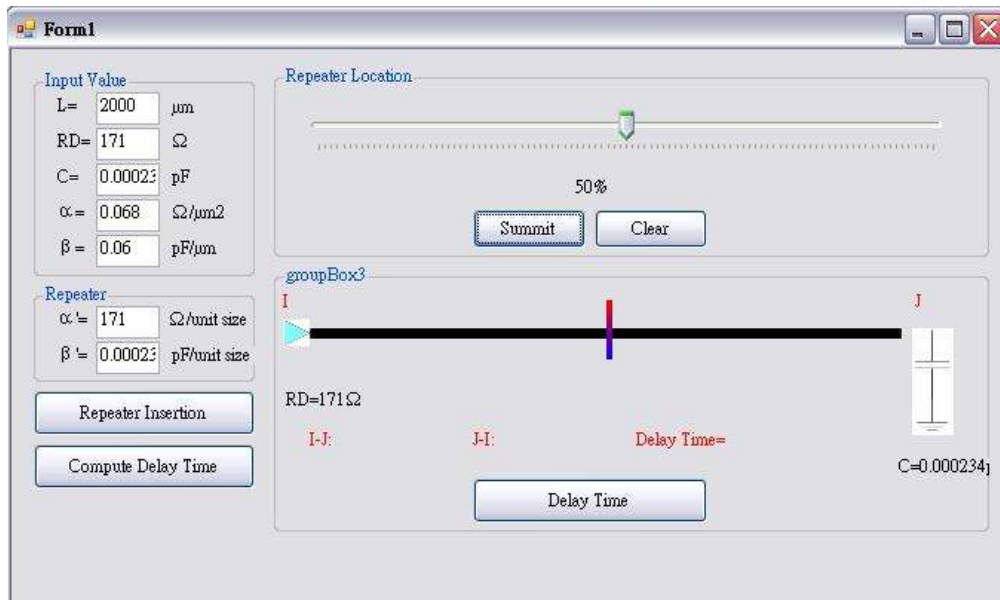 Form1
Input Value
L= 2000 μm
RD= 171 Ω
C= 0.00023 pF
α= 0.068 Ω/μm2
β= 0.06 pF/μm
Repeater
α'= 171 Ω/unit size
β'= 0.00023 pF/unit size
Repeater Insertion
Compute Delay Time
Repeater Location
50%
Summit Clear
groupBox3
I J
RD=171Ω
I-J: J-I: Delay Time=
C=0.000234
Delay Time